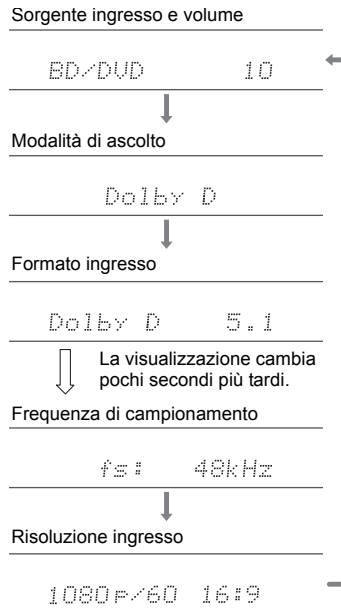 Sorgente ingresso e volume
BD/DVD 10
Modalità di ascolto
Dolby D
Formato ingresso
Dolby D 5.1
La visualizzazione cambia
pochi secondi più tardi.
Frequenza di campionamento
fs: 48kHz
Risoluzione ingresso
1080p/60 16:9